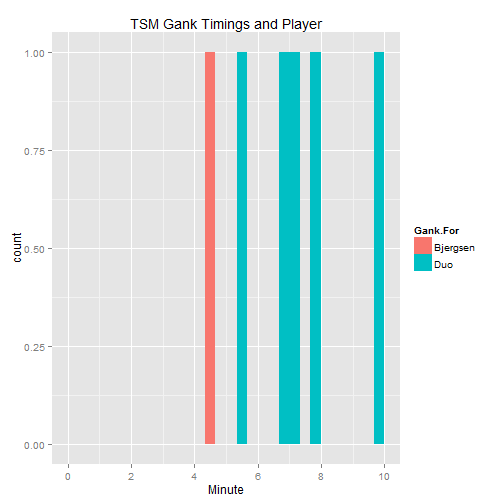 TSM Gank Timings and Player
1.00
0.75
0.50
0.25
0.00
count
0 2 4 6 8 10
Minute
Gank.For
Bjergsen
Duo